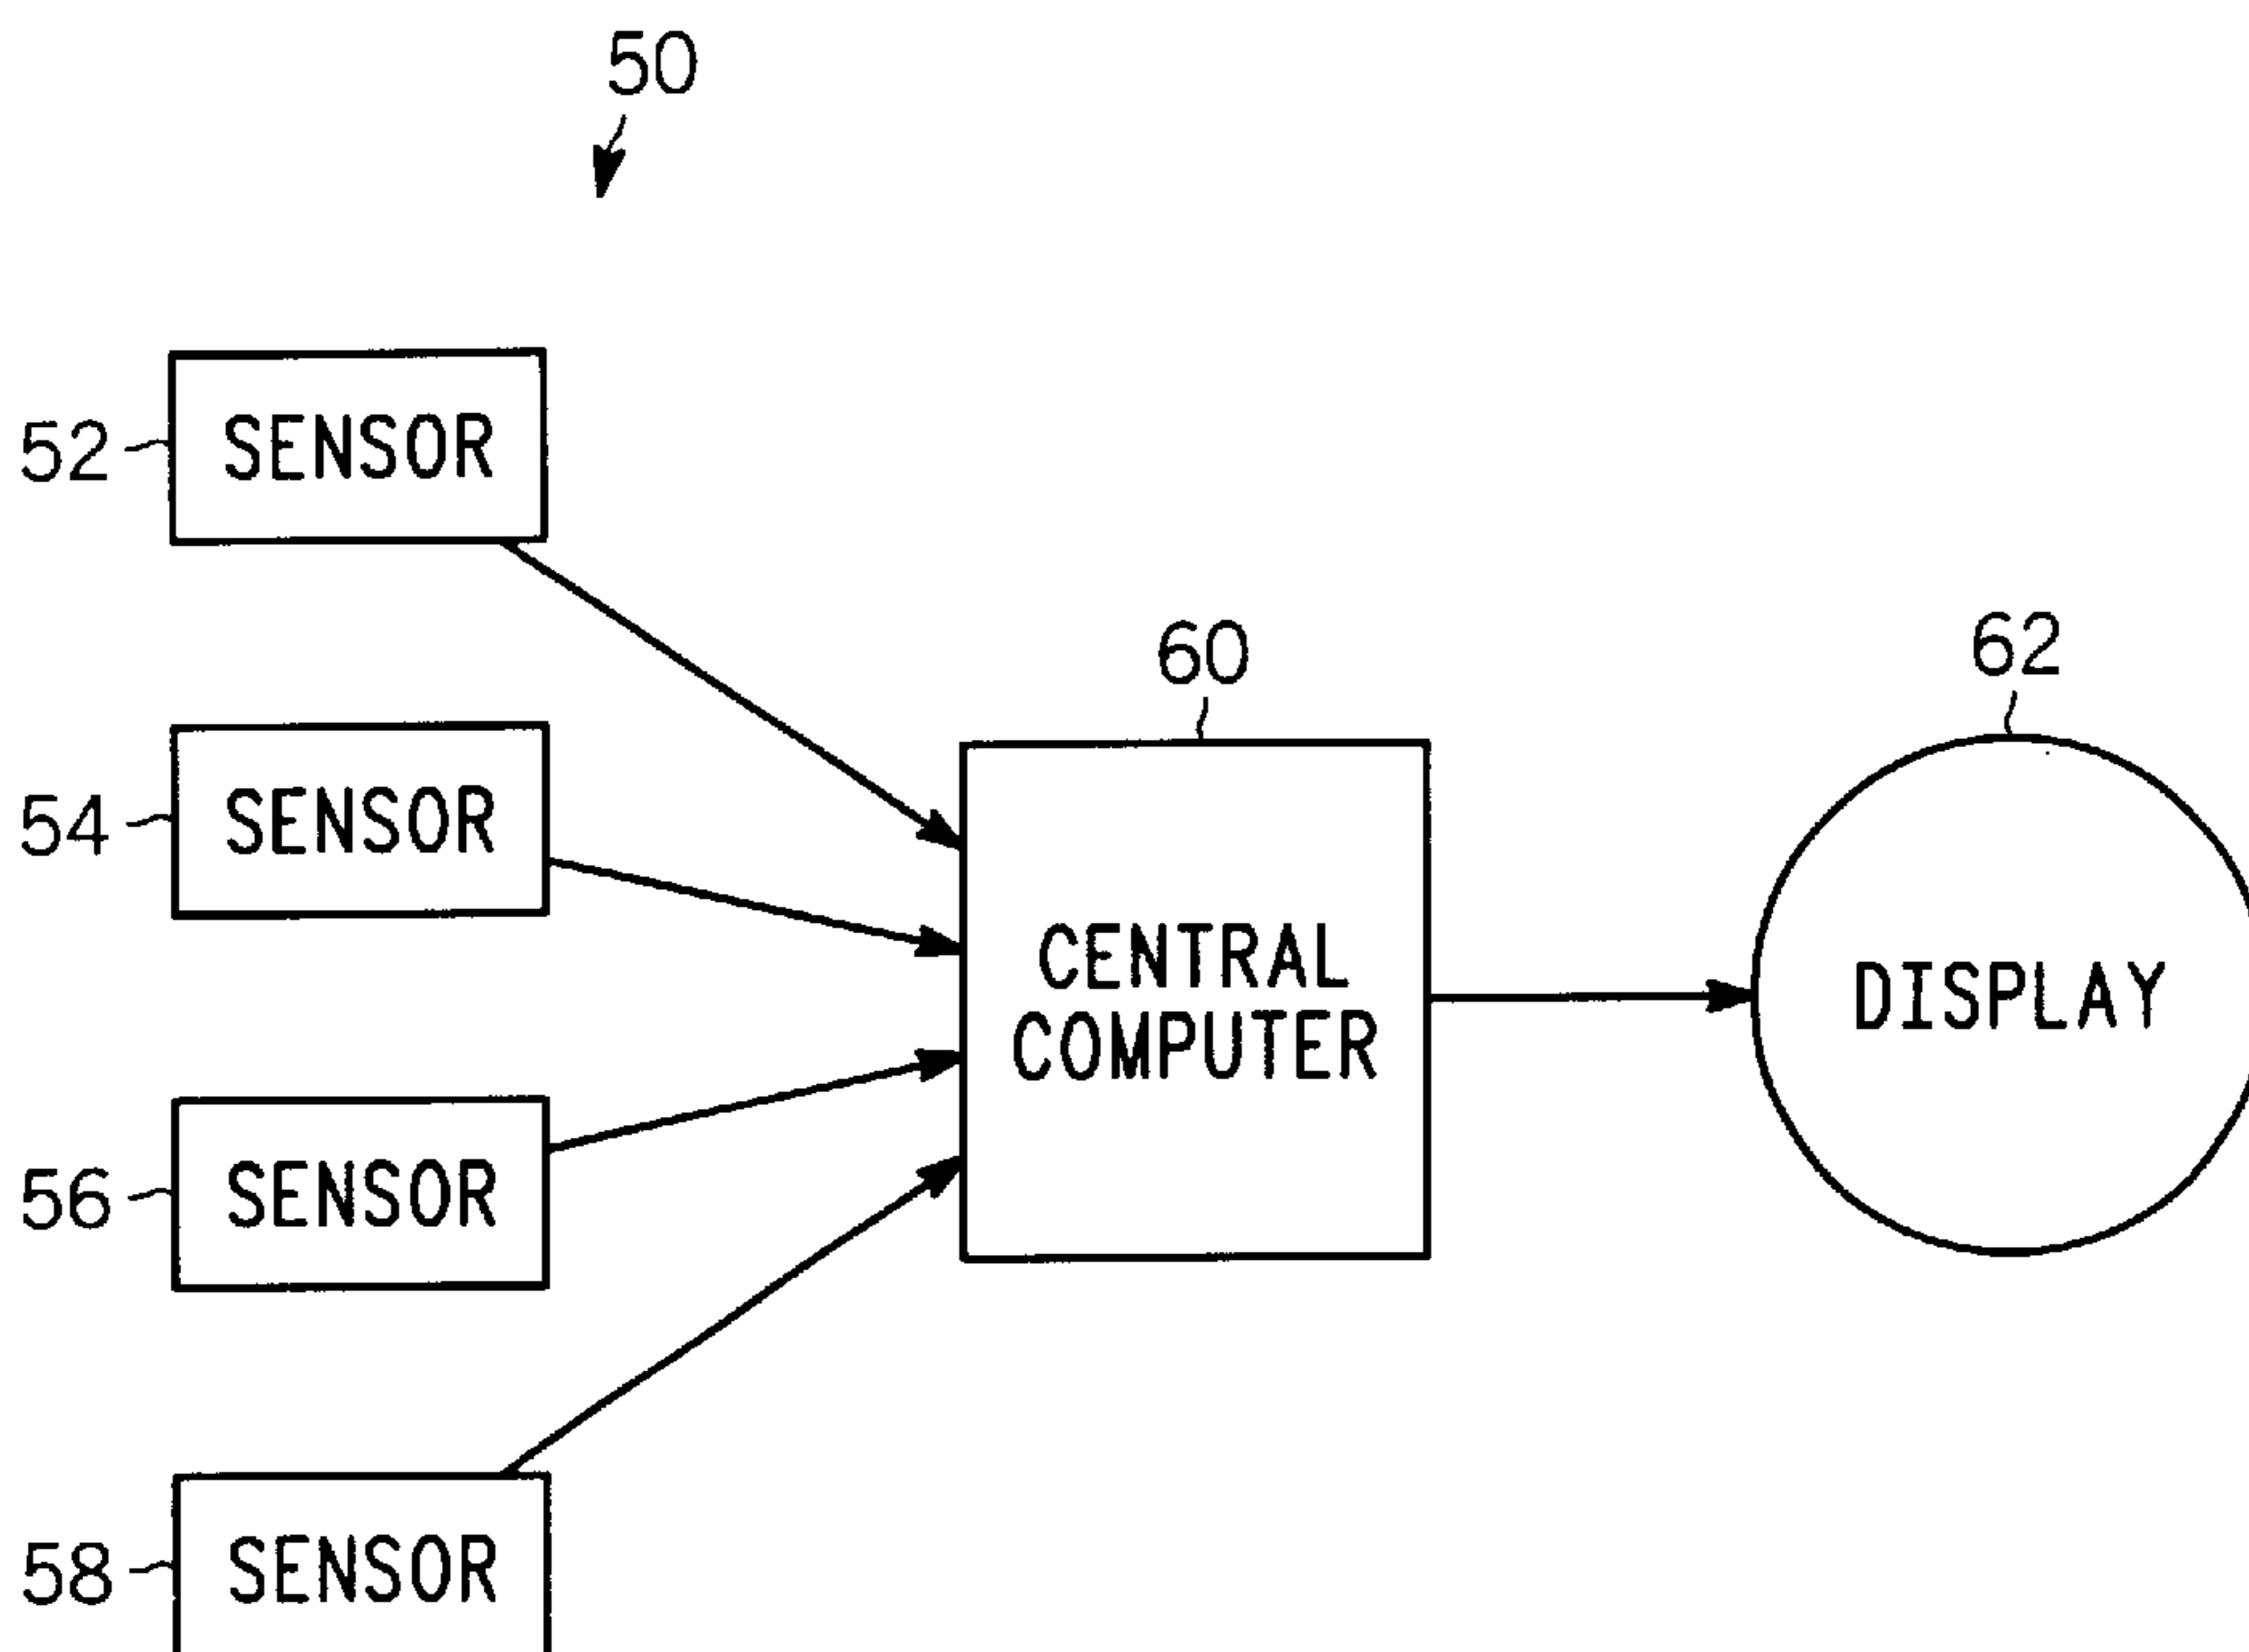 50
52
SENSOR
60
62
54
SENSOR
CENTRAL
COMPUTER
DISPLAY
56
SENSOR
58
SENSOR